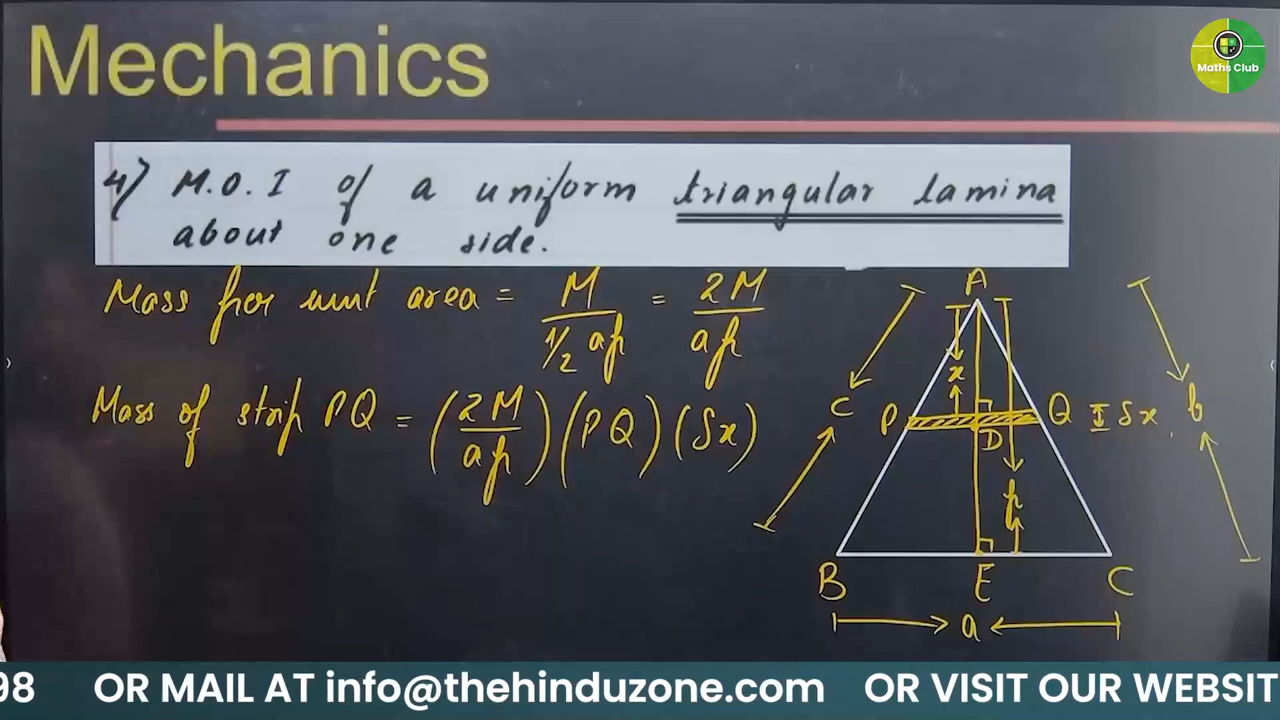 Mechanics
Maths Club
4) M.O.I of a uniform triangular lamina
about one side.
Mass per unit area = M / 1/2 ap = 2M / ap
Mass of strip PQ = (2M / ap) (PQ) (δx)
A
x
c
P
Q
I δx
b
D
p
B
E
C
a
98 OR MAIL AT info@thehinduzone.com OR VISIT OUR WEBSIT